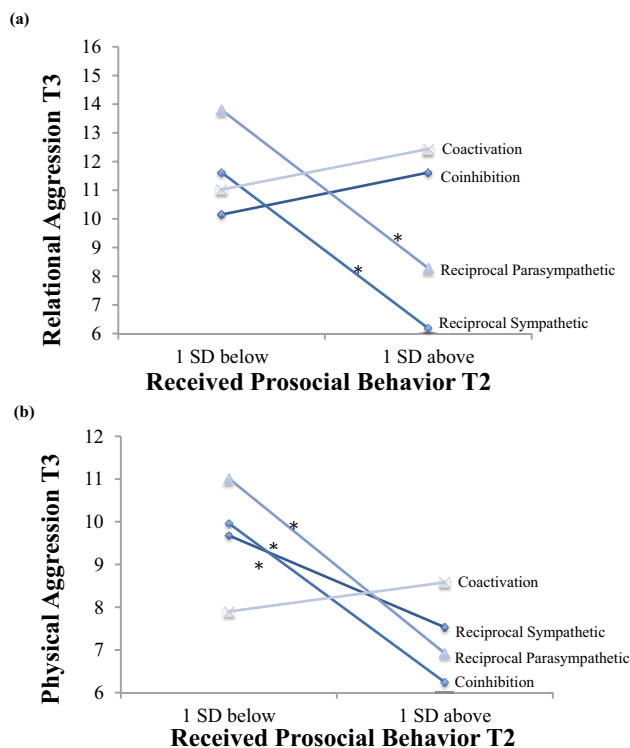 (a)
Relational Aggression T3
16
15
14
13
12
11
10
9
8
7
6
Coactivation
Coinhibition
*
*
Reciprocal Parasympathetic
Reciprocal Sympathetic
1 SD below
1 SD above
Received Prosocial Behavior T2
(b)
Physical Aggression T3
12
11
10
9
8
7
6
*
*
*
Coactivation
Reciprocal Sympathetic
Reciprocal Parasympathetic
Coinhibition
1 SD below
1 SD above
Received Prosocial Behavior T2